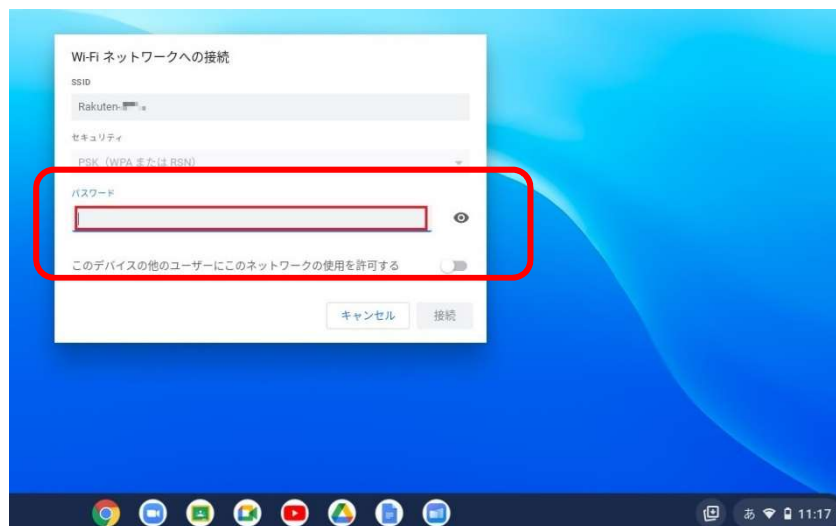 Wi-Fi ネットワークへの接続
SSID
Rakuten-
セキュリティ
PSK（WPA または RSN）
パスワード
このデバイスの他のユーザーにこのネットワークの使用を許可する
キャンセル 接続
あ 11:17